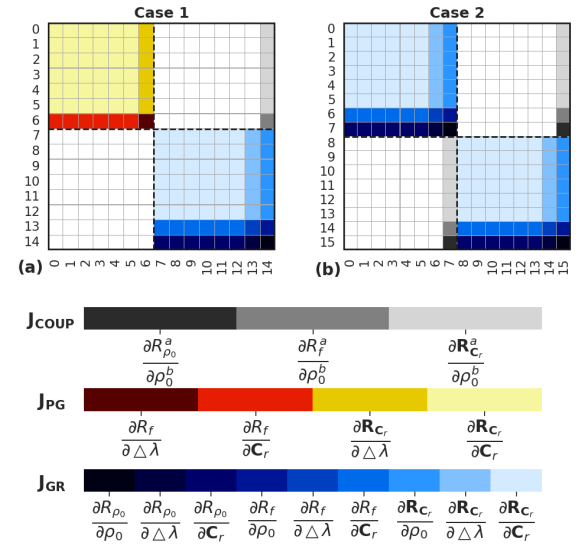 Case 1
Case 2
0
1
2
3
4
5
6
7
8
9
10
11
12
13
14
0
1
2
3
4
5
6
7
8
9
10
11
12
13
14
15
(a) 0 1 2 3 4 5 6 7 8 9 10 11 12 13 14
(b) 0 1 2 3 4 5 6 7 8 9 10 11 12 13 14 15
J_COUP
∂R^a_{ρ_0} ∂R^a_f ∂R^a_{C_r}
∂ρ^b_0 ∂ρ^b_0 ∂ρ^b_0
J_PG
∂R_f ∂R_f ∂R_{C_r} ∂R_{C_r}
∂△λ ∂C_r ∂△λ ∂C_r
J_GR
∂R_{ρ_0} ∂R_{ρ_0} ∂R_{ρ_0} ∂R_f ∂R_f ∂R_f ∂R_{C_r} ∂R_{C_r} ∂R_{C_r}
∂ρ_0 ∂△λ ∂C_r ∂ρ_0 ∂△λ ∂C_r ∂ρ_0 ∂△λ ∂C_r